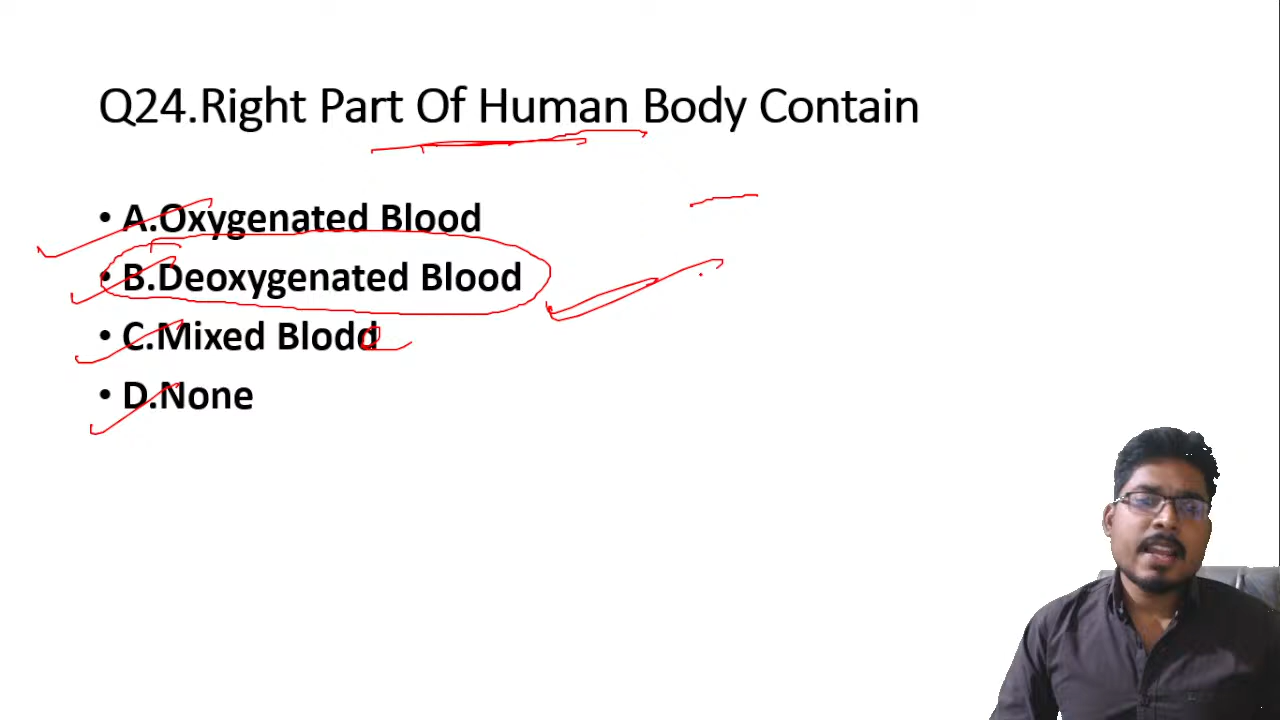 Q24.Right Part Of Human Body Contain
• A.Oxygenated Blood
• B.Deoxygenated Blood
• C.Mixed Blodd
• D.None